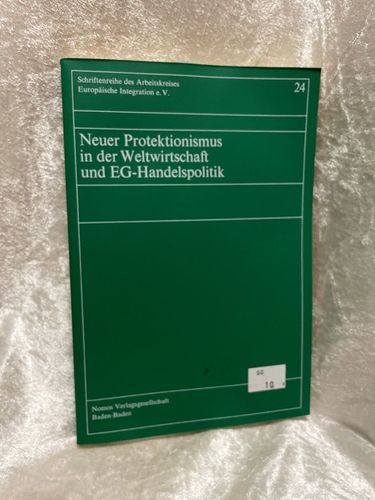 Schriftenreihe des Arbeitskreises
Europäische Integration e. V.
24
Neuer Protektionismus
in der Weltwirtschaft
und EG-Handelspolitik
10
Nomos Verlagsgesellschaft
Baden-Baden